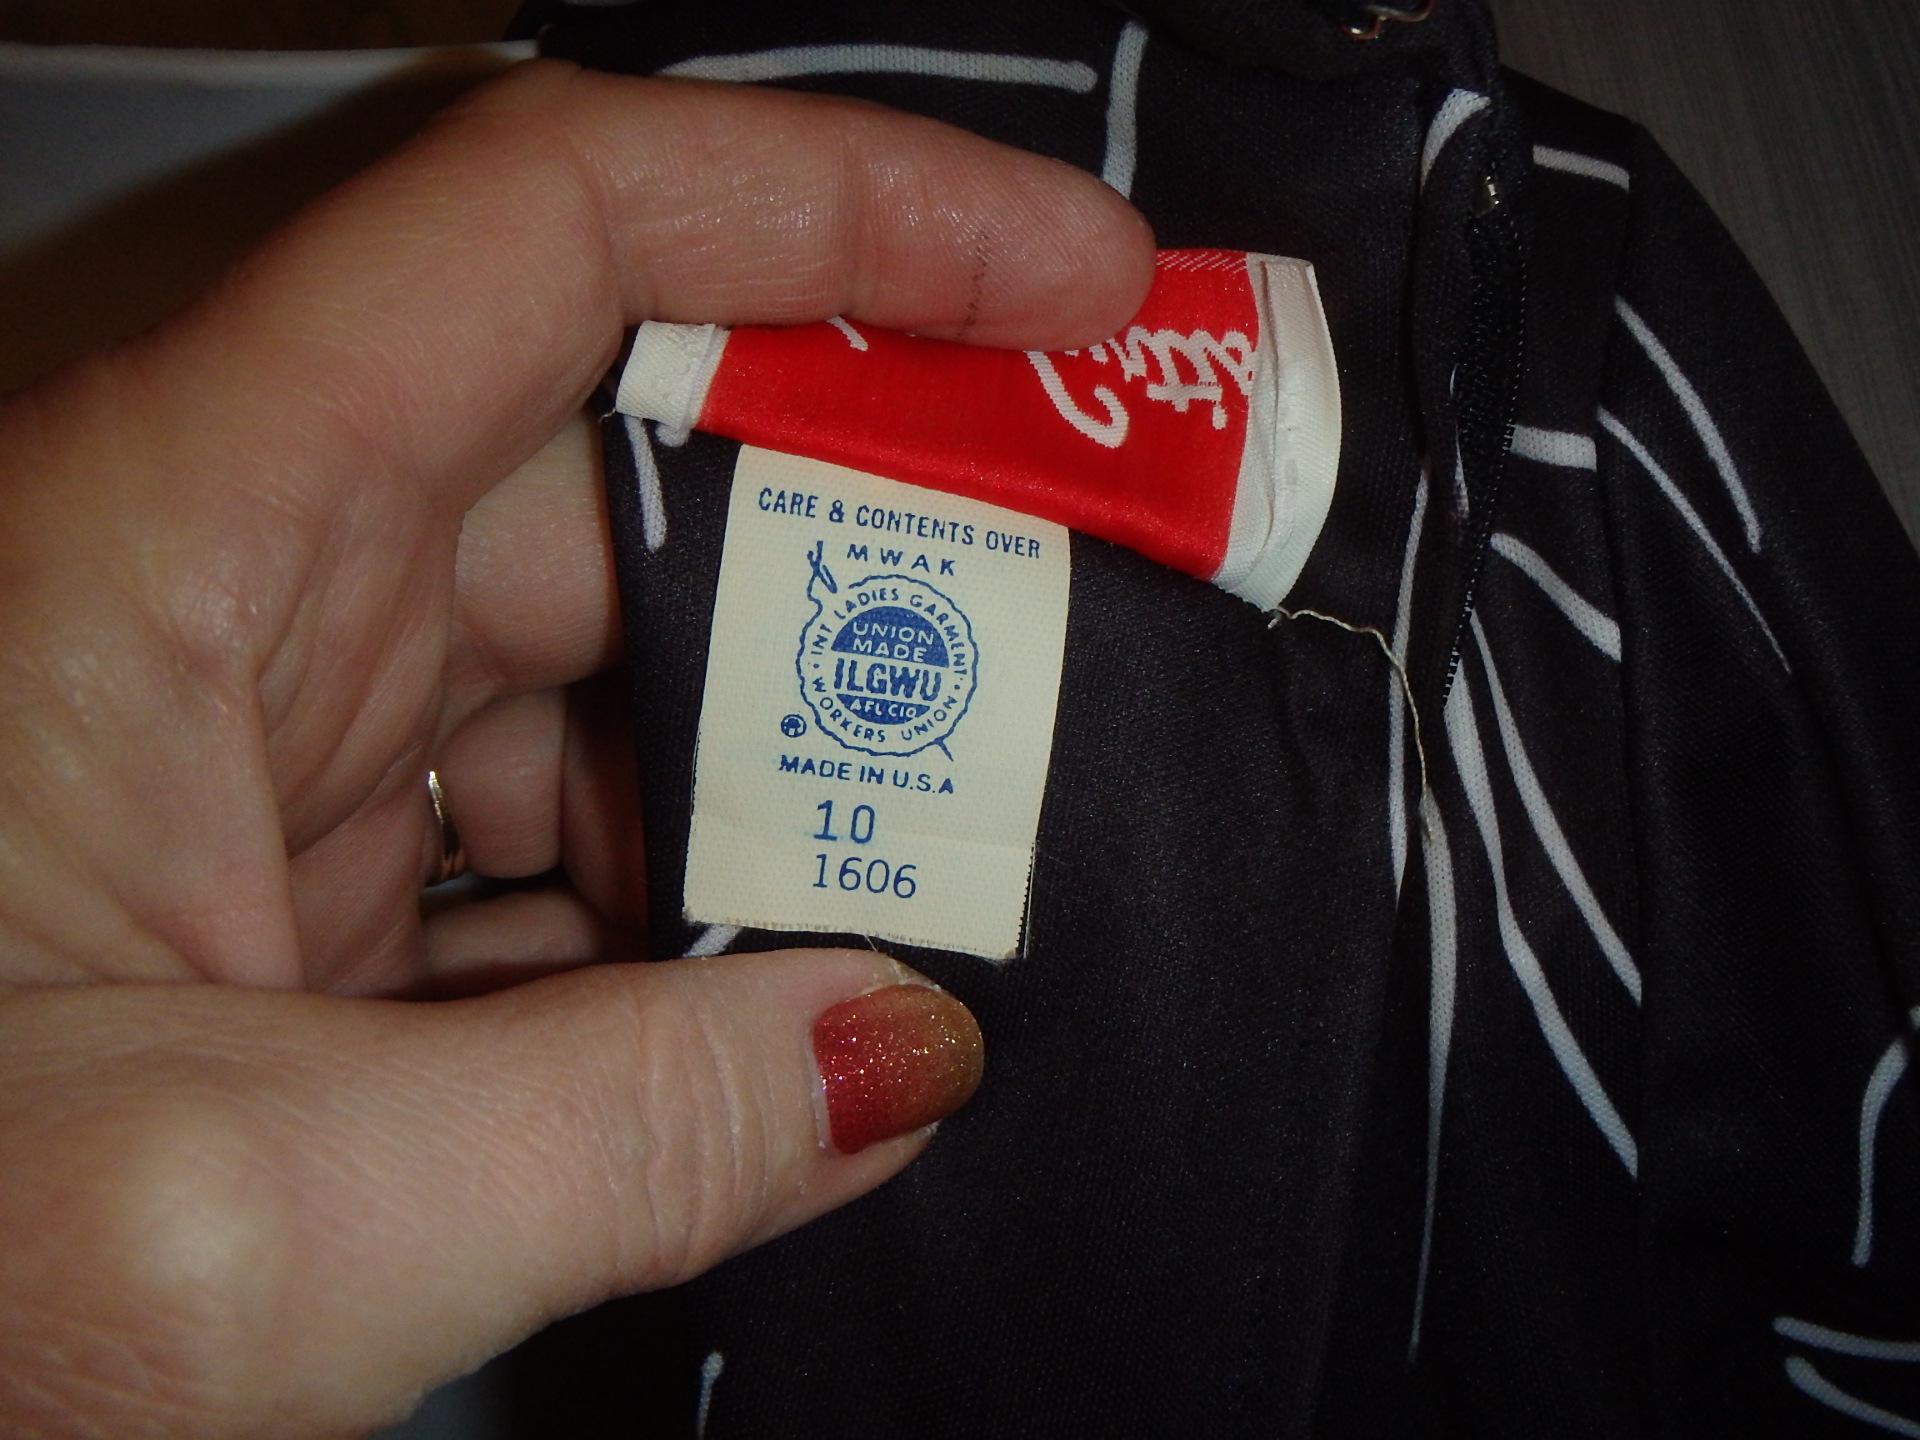 CARE & CONTENTS OVER
MWAK
INT LADIES GARMENT
UNION
MADE
ILGWU
AFL CIO
WORKERS UNION
R
MADE IN U.S.A
10
1606